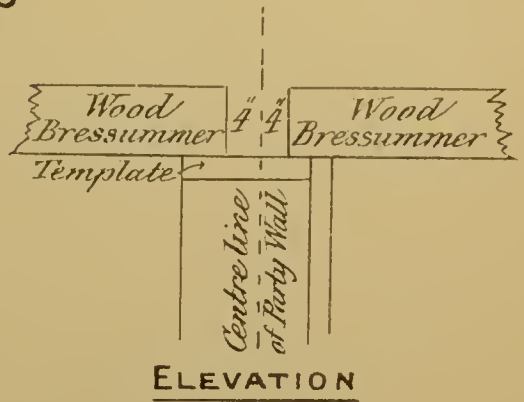 Wood Bressummer
4" 4"
Wood Bressummer
Template
Centre line
of Party Wall
ELEVATION